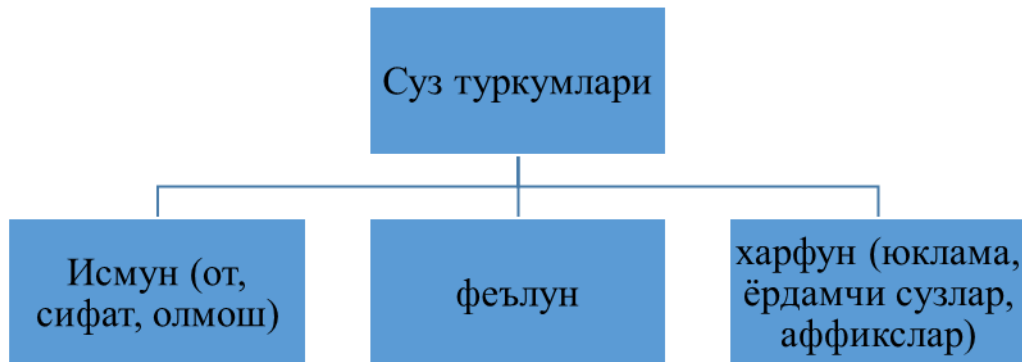 Суз туркумлари
Исмун (от,
сифат, олмош)
феълун
харфун (юклама,
ёрдамчи сузлар,
аффикслар)